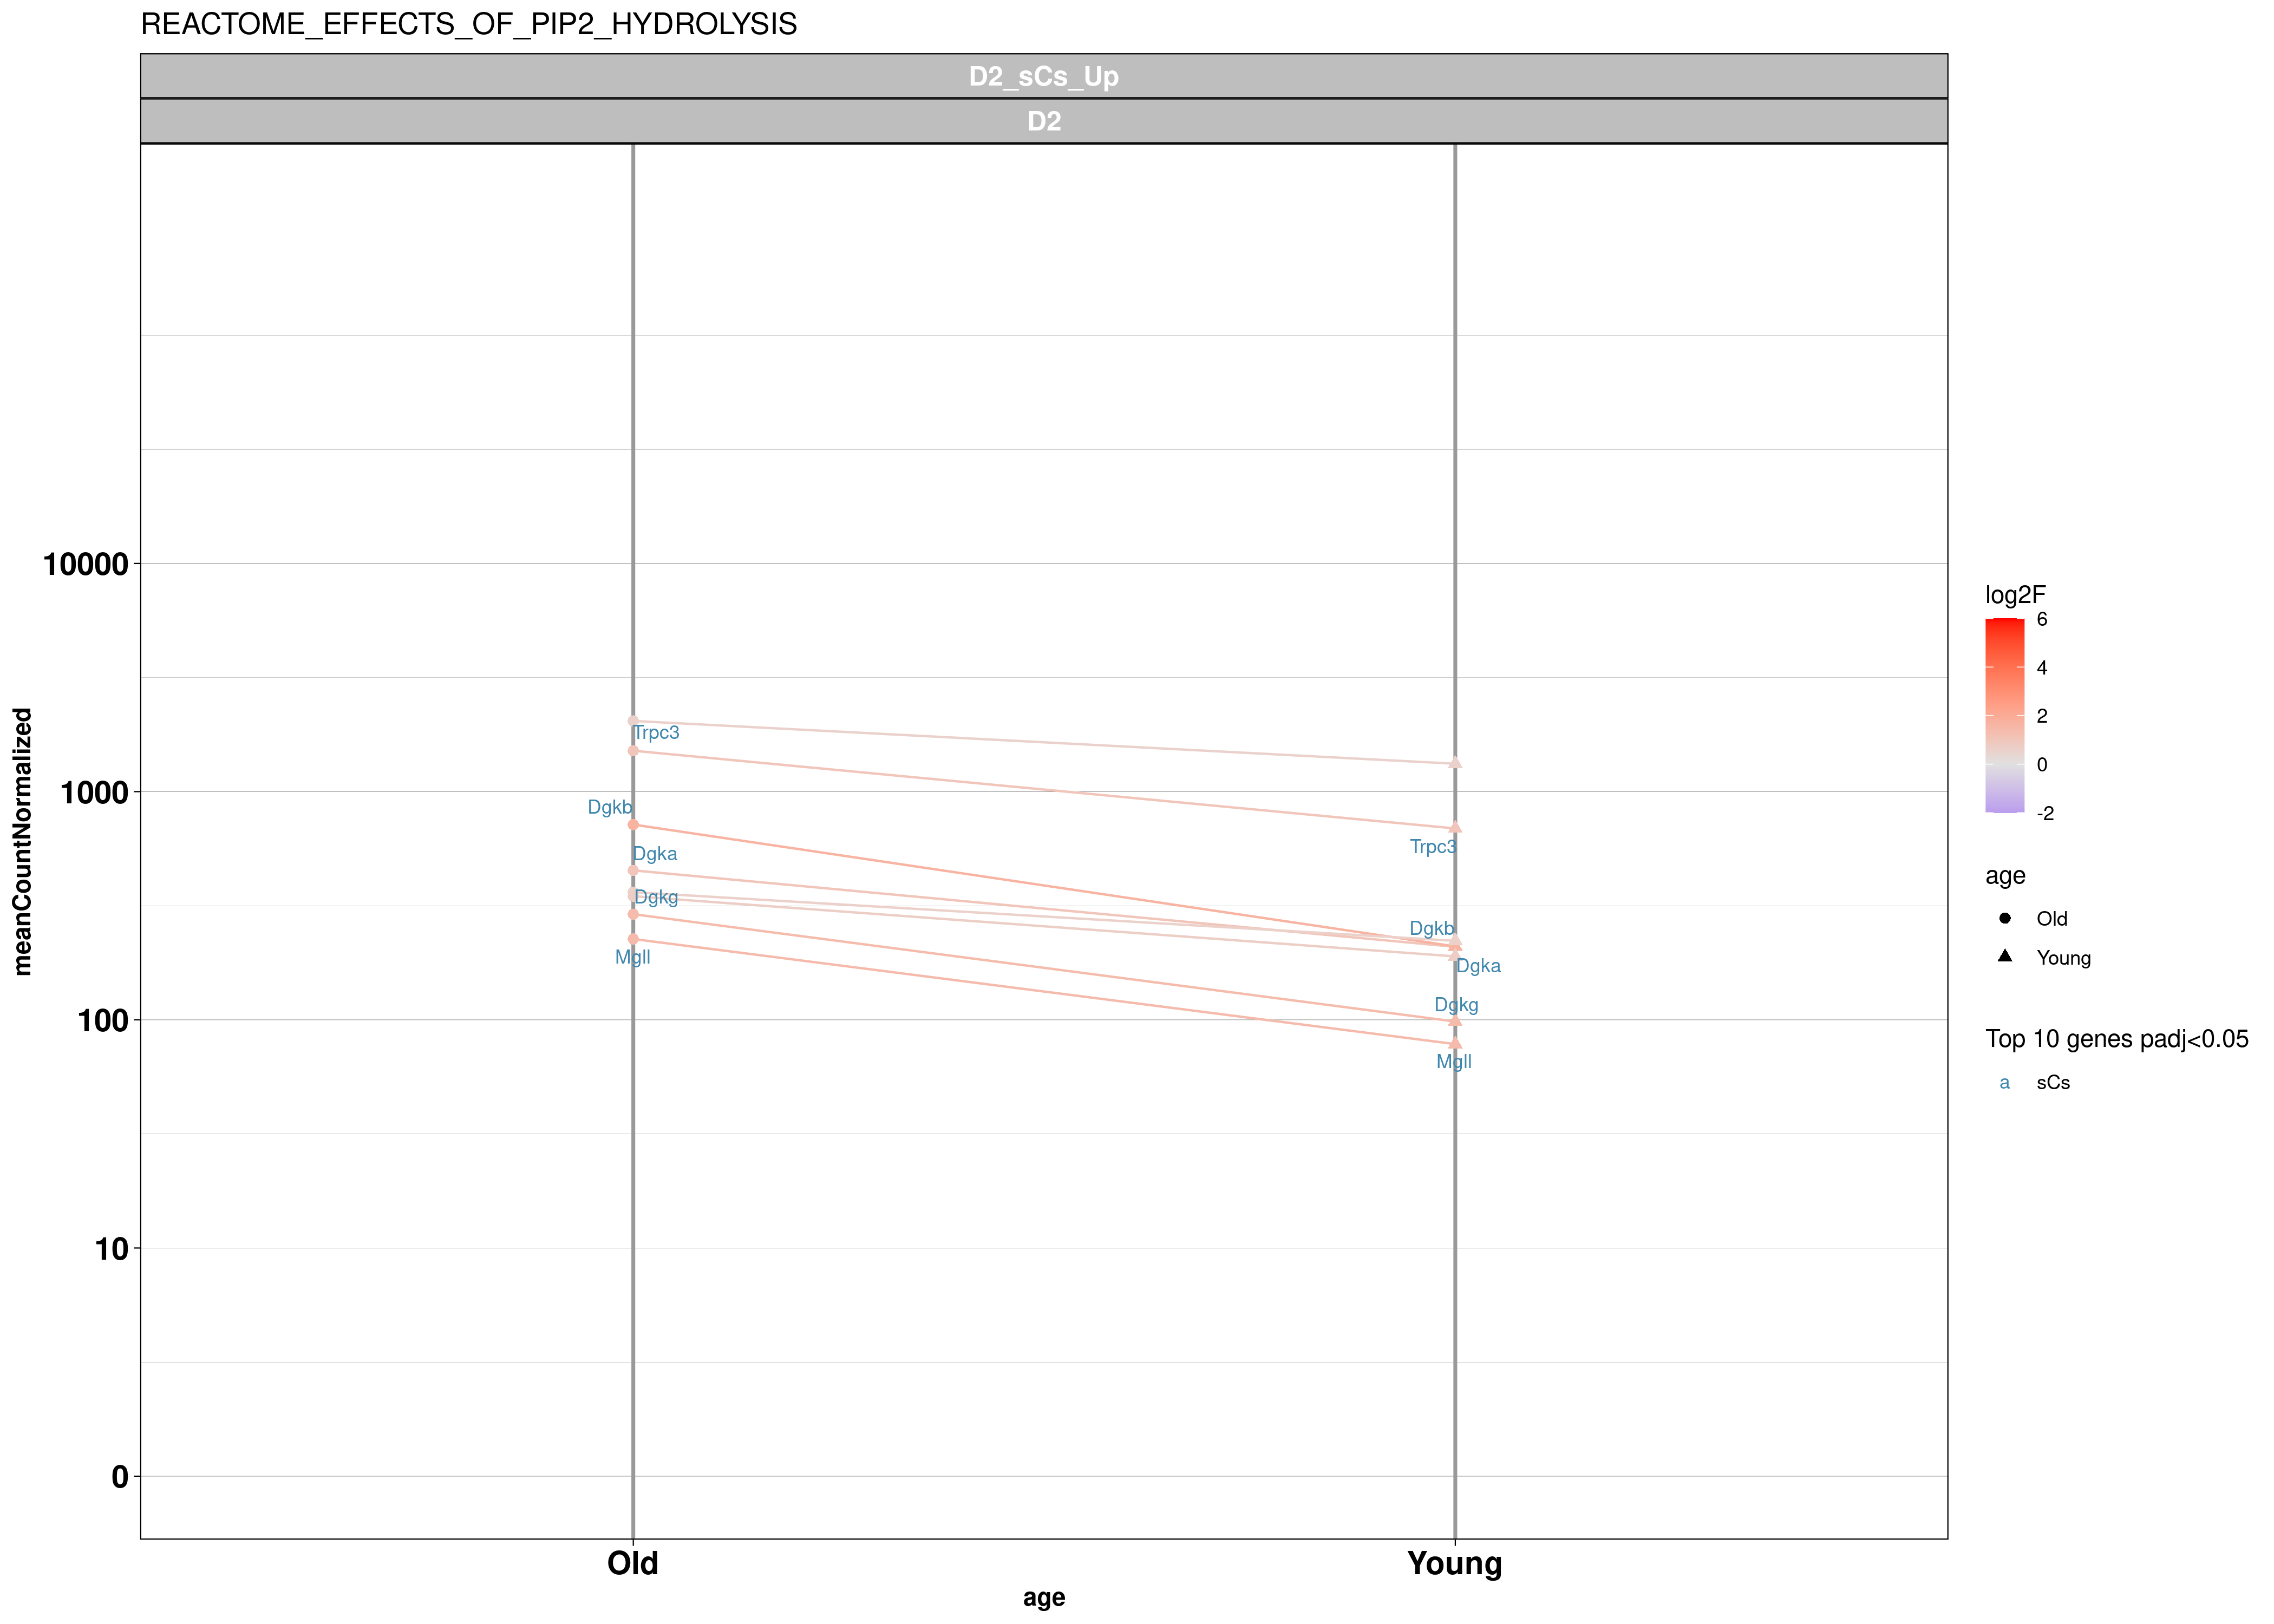 REACTOME_EFFECTS_OF_PIP2_HYDROLYSIS
D2_sCs_Up
D2
meanCountNormalized
10000
1000
100
10
0
Trpc3
Dgkb
Dgka
Dgkg
Mgll
Trpc3
Dgkb
Dgka
Dgkg
Mgll
Old
Young
age
log2F
6
4
2
0
-2
age
Old
Young
Top 10 genes padj<0.05
a sCs